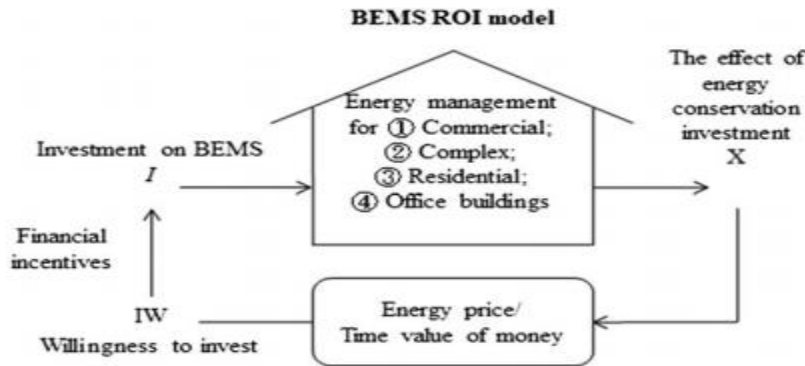 BEMS ROI model
The effect of
energy
conservation
investment
X
Energy management
for ① Commercial;
② Complex;
③ Residential;
④ Office buildings
Investment on BEMS
I
Financial
incentives
IW
Willingness to invest
Energy price/
Time value of money